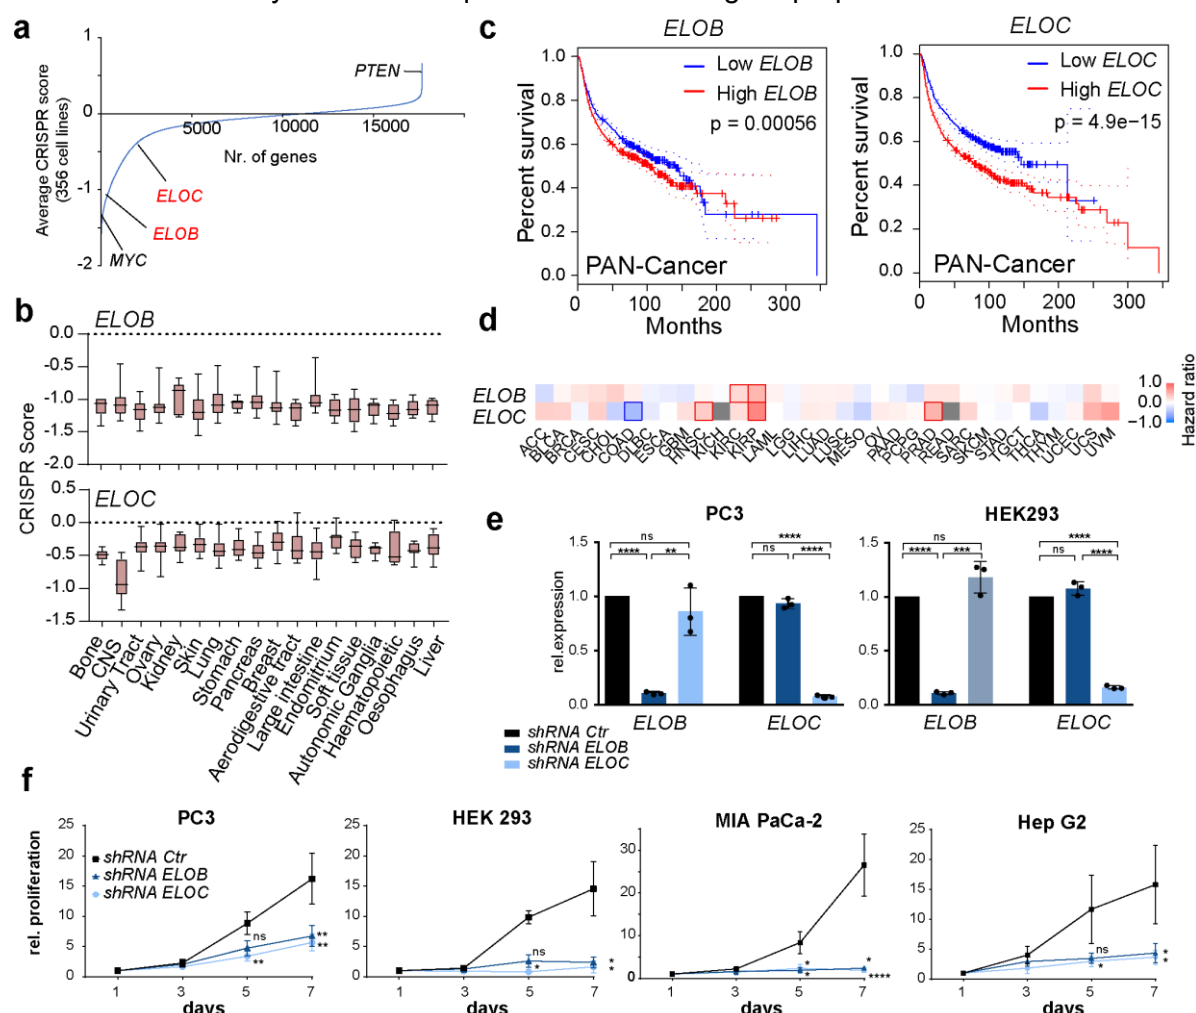 a
1
0
-1
-2
Average CRISPR score
(356 cell lines)
5000
10000
15000
Nr. of genes
PTEN
ELOC
ELOB
MYC
b
ELOB
0.0
-0.5
-1.0
-1.5
-2.0
CRISPR Score
ELOC
0.5
0.0
-0.5
-1.0
-1.5
Bone
CNS
Urinary Tract
Ovary
Kidney
Skin
Lung
Stomach
Pancreas
Breast
Aerodigestive tract
Large intestine
Endomitrium
Soft tissue
Autonomic Ganglia
Haematopoetic
Oesophagus
Liver
c
ELOB
Low ELOB
High ELOB
p = 0.00056
1.0
0.8
0.6
0.4
0.2
0.0
Percent survival
PAN-Cancer
0
100
200
300
Months
ELOC
Low ELOC
High ELOC
p = 4.9e−15
1.0
0.8
0.6
0.4
0.2
0.0
Percent survival
PAN-Cancer
0
100
200
300
Months
d
ELOB
ELOC
ACC
BLCA
BRCA
CESC
CHOL
COAD
DLBC
ESCA
GBM
HNSC
KICH
KIRC
KIRP
LAML
LGG
LIHC
LUAD
LUSC
MESO
OV
PAAD
PCPG
PRAD
READ
SARC
SKCM
STAD
TGCT
THCA
THYM
UCEC
UCS
UVM
1.0
0.0
−1.0
Hazard ratio
e
PC3
1.5
1.0
0.5
0.0
rel.expression
ns
**** **
****
ns ****
ELOB
ELOC
HEK293
1.5
1.0
0.5
0.0
ns
**** ***
****
ns ****
ELOB
ELOC
shRNA Ctr
shRNA ELOB
shRNA ELOC
f
PC3
25
20
15
10
5
0
rel. proliferation
shRNA Ctr
shRNA ELOB
shRNA ELOC
ns
**
**
**
1
3
5
7
days
HEK 293
25
20
15
10
5
0
ns
*
*
*
1
3
5
7
days
MIA PaCa-2
30
20
10
0
*
*
*
****
1
3
5
7
days
Hep G2
25
20
15
10
5
0
ns
*
*
*
1
3
5
7
days